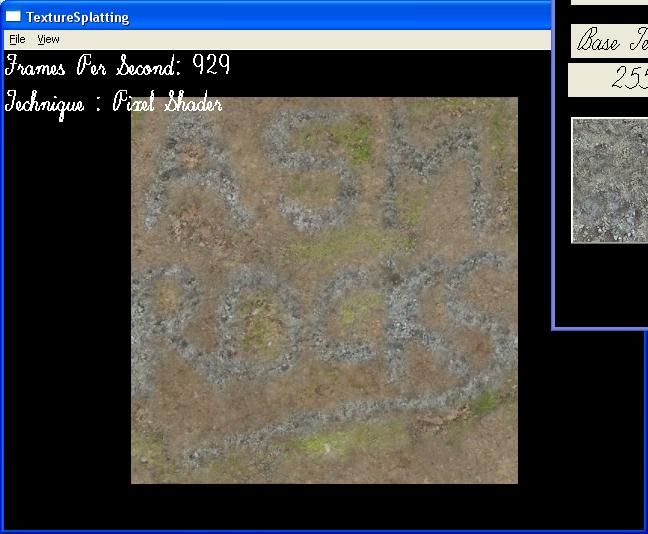 TextureSplatting
File View
Frames Per Second: 929
Technique : Pixel Shader
ASM
ROCKS
Base Te
255